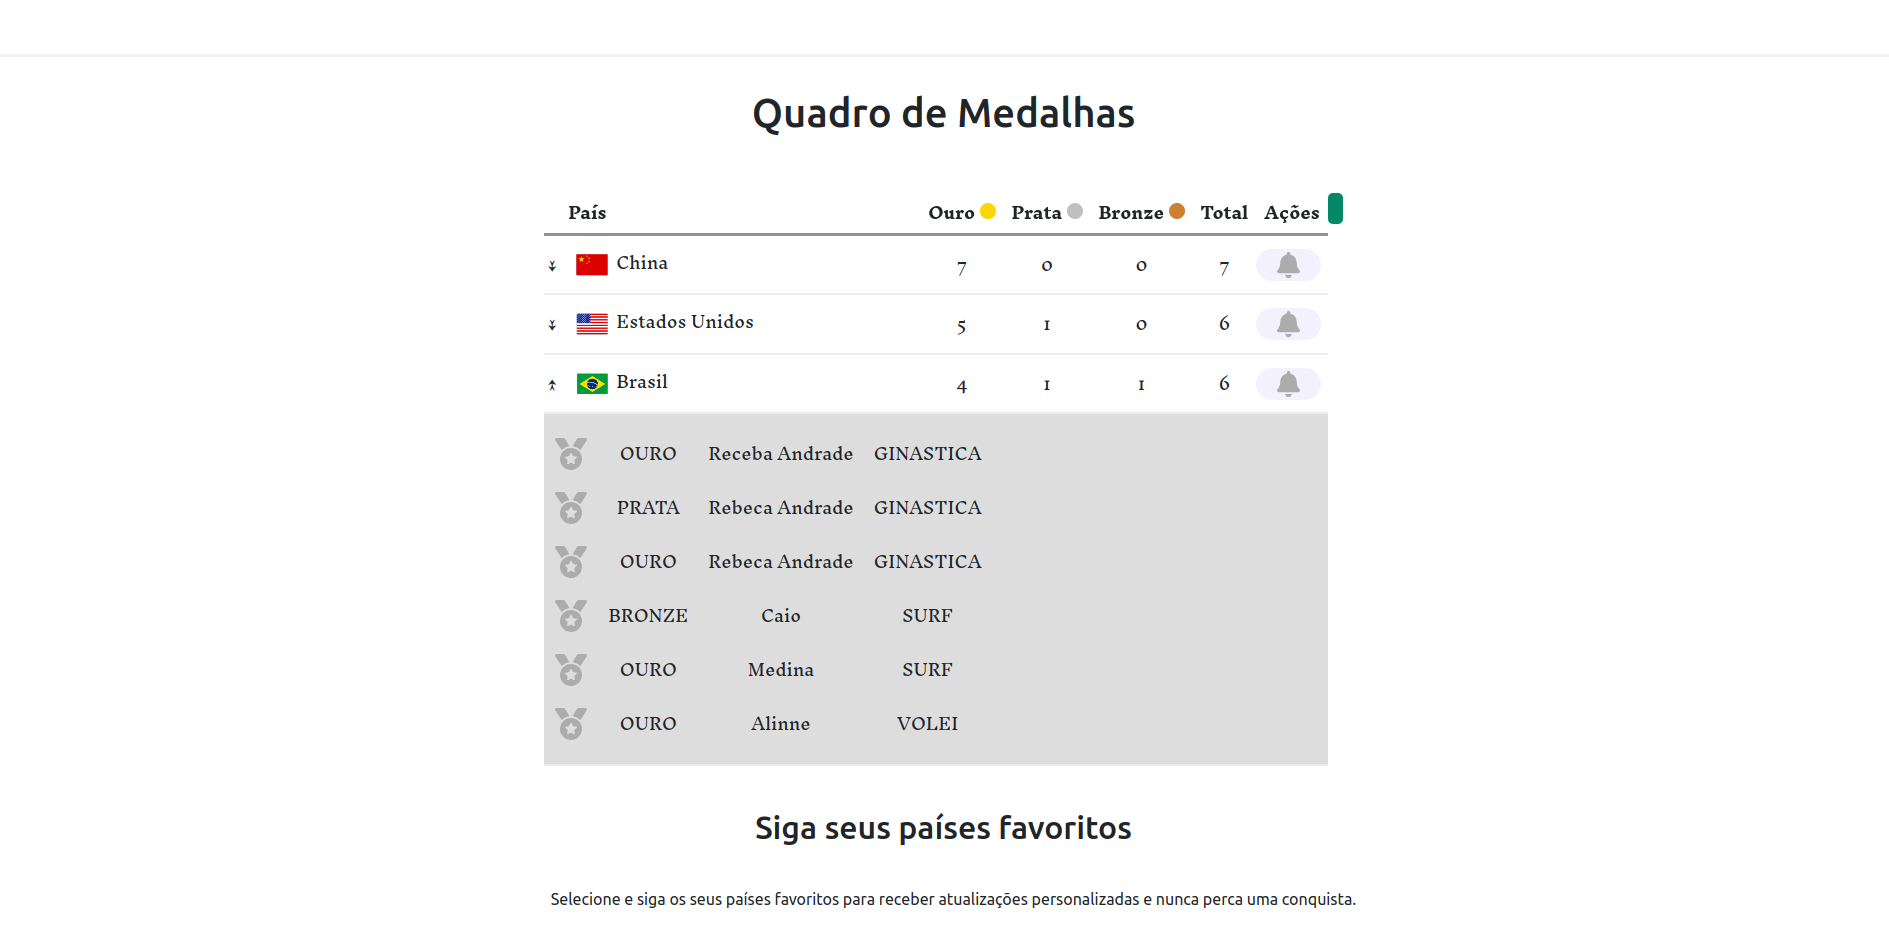 Quadro de Medalhas
País Ouro Prata Bronze Total Ações
China 7 0 0 7
Estados Unidos 5 1 0 6
Brasil 4 1 1 6
OURO Receba Andrade GINASTICA
PRATA Rebeca Andrade GINASTICA
OURO Rebeca Andrade GINASTICA
BRONZE Caio SURF
OURO Medina SURF
OURO Alinne VOLEI
Siga seus países favoritos
Selecione e siga os seus países favoritos para receber atualizações personalizadas e nunca perca uma conquista.